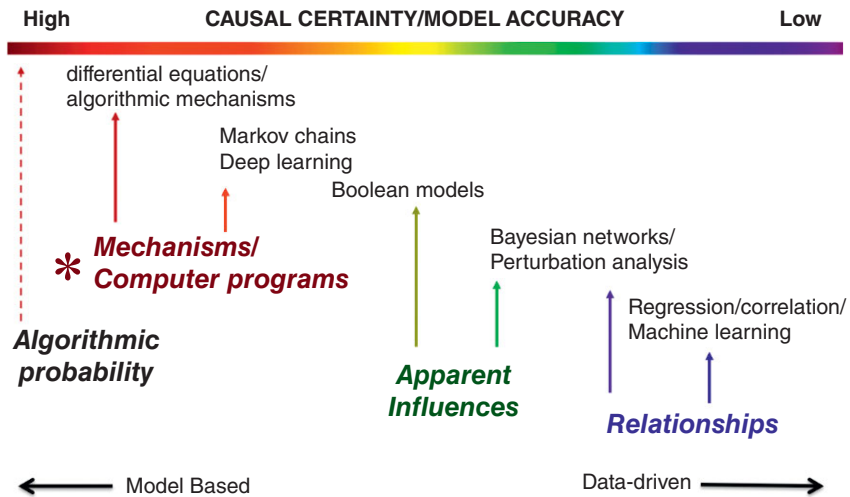 High
CAUSAL CERTAINTY/MODEL ACCURACY
Low
differential equations/
algorithmic mechanisms
Markov chains
Deep learning
Boolean models
Bayesian networks/
Perturbation analysis
Regression/correlation/
Machine learning
* Mechanisms/
Computer programs
Algorithmic
probability
Apparent
Influences
Relationships
Model Based
Data-driven